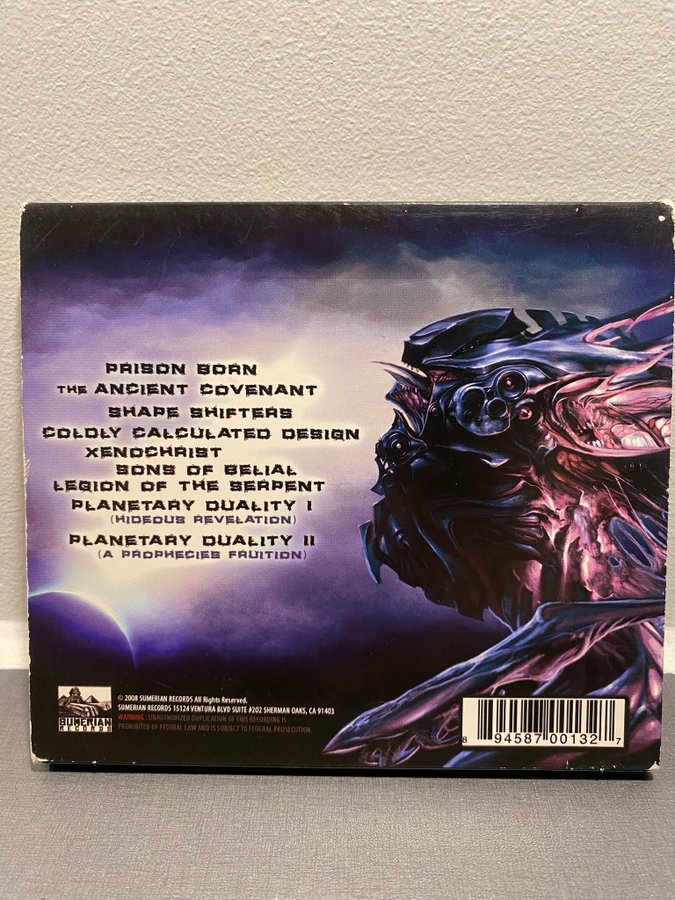 PRISON BORN
THE ANCIENT COVENANT
SHAPE SHIFTERS
COLDLY CALCULATED DESIGN
XENOCHRIST
SONS OF BELIAL
LEGION OF THE SERPENT
PLANETARY DUALITY I
(HIDEOUS REVELATION)
PLANETARY DUALITY II
(A PROPHECIES FRUITION)
SUMERIAN
RECORDS
© 2008 SUMERIAN RECORDS All Rights Reserved.
SUMERIAN RECORDS 15124 VENTURA BLVD SUITE #202 SHERMAN OAKS, CA 91403
WARNING: UNAUTHORIZED DUPLICATION OF THIS RECORDING IS
PROHIBITED BY FEDERAL LAW AND IS SUBJECT TO FEDERAL PROSECUTION.
8 94587 00132 7